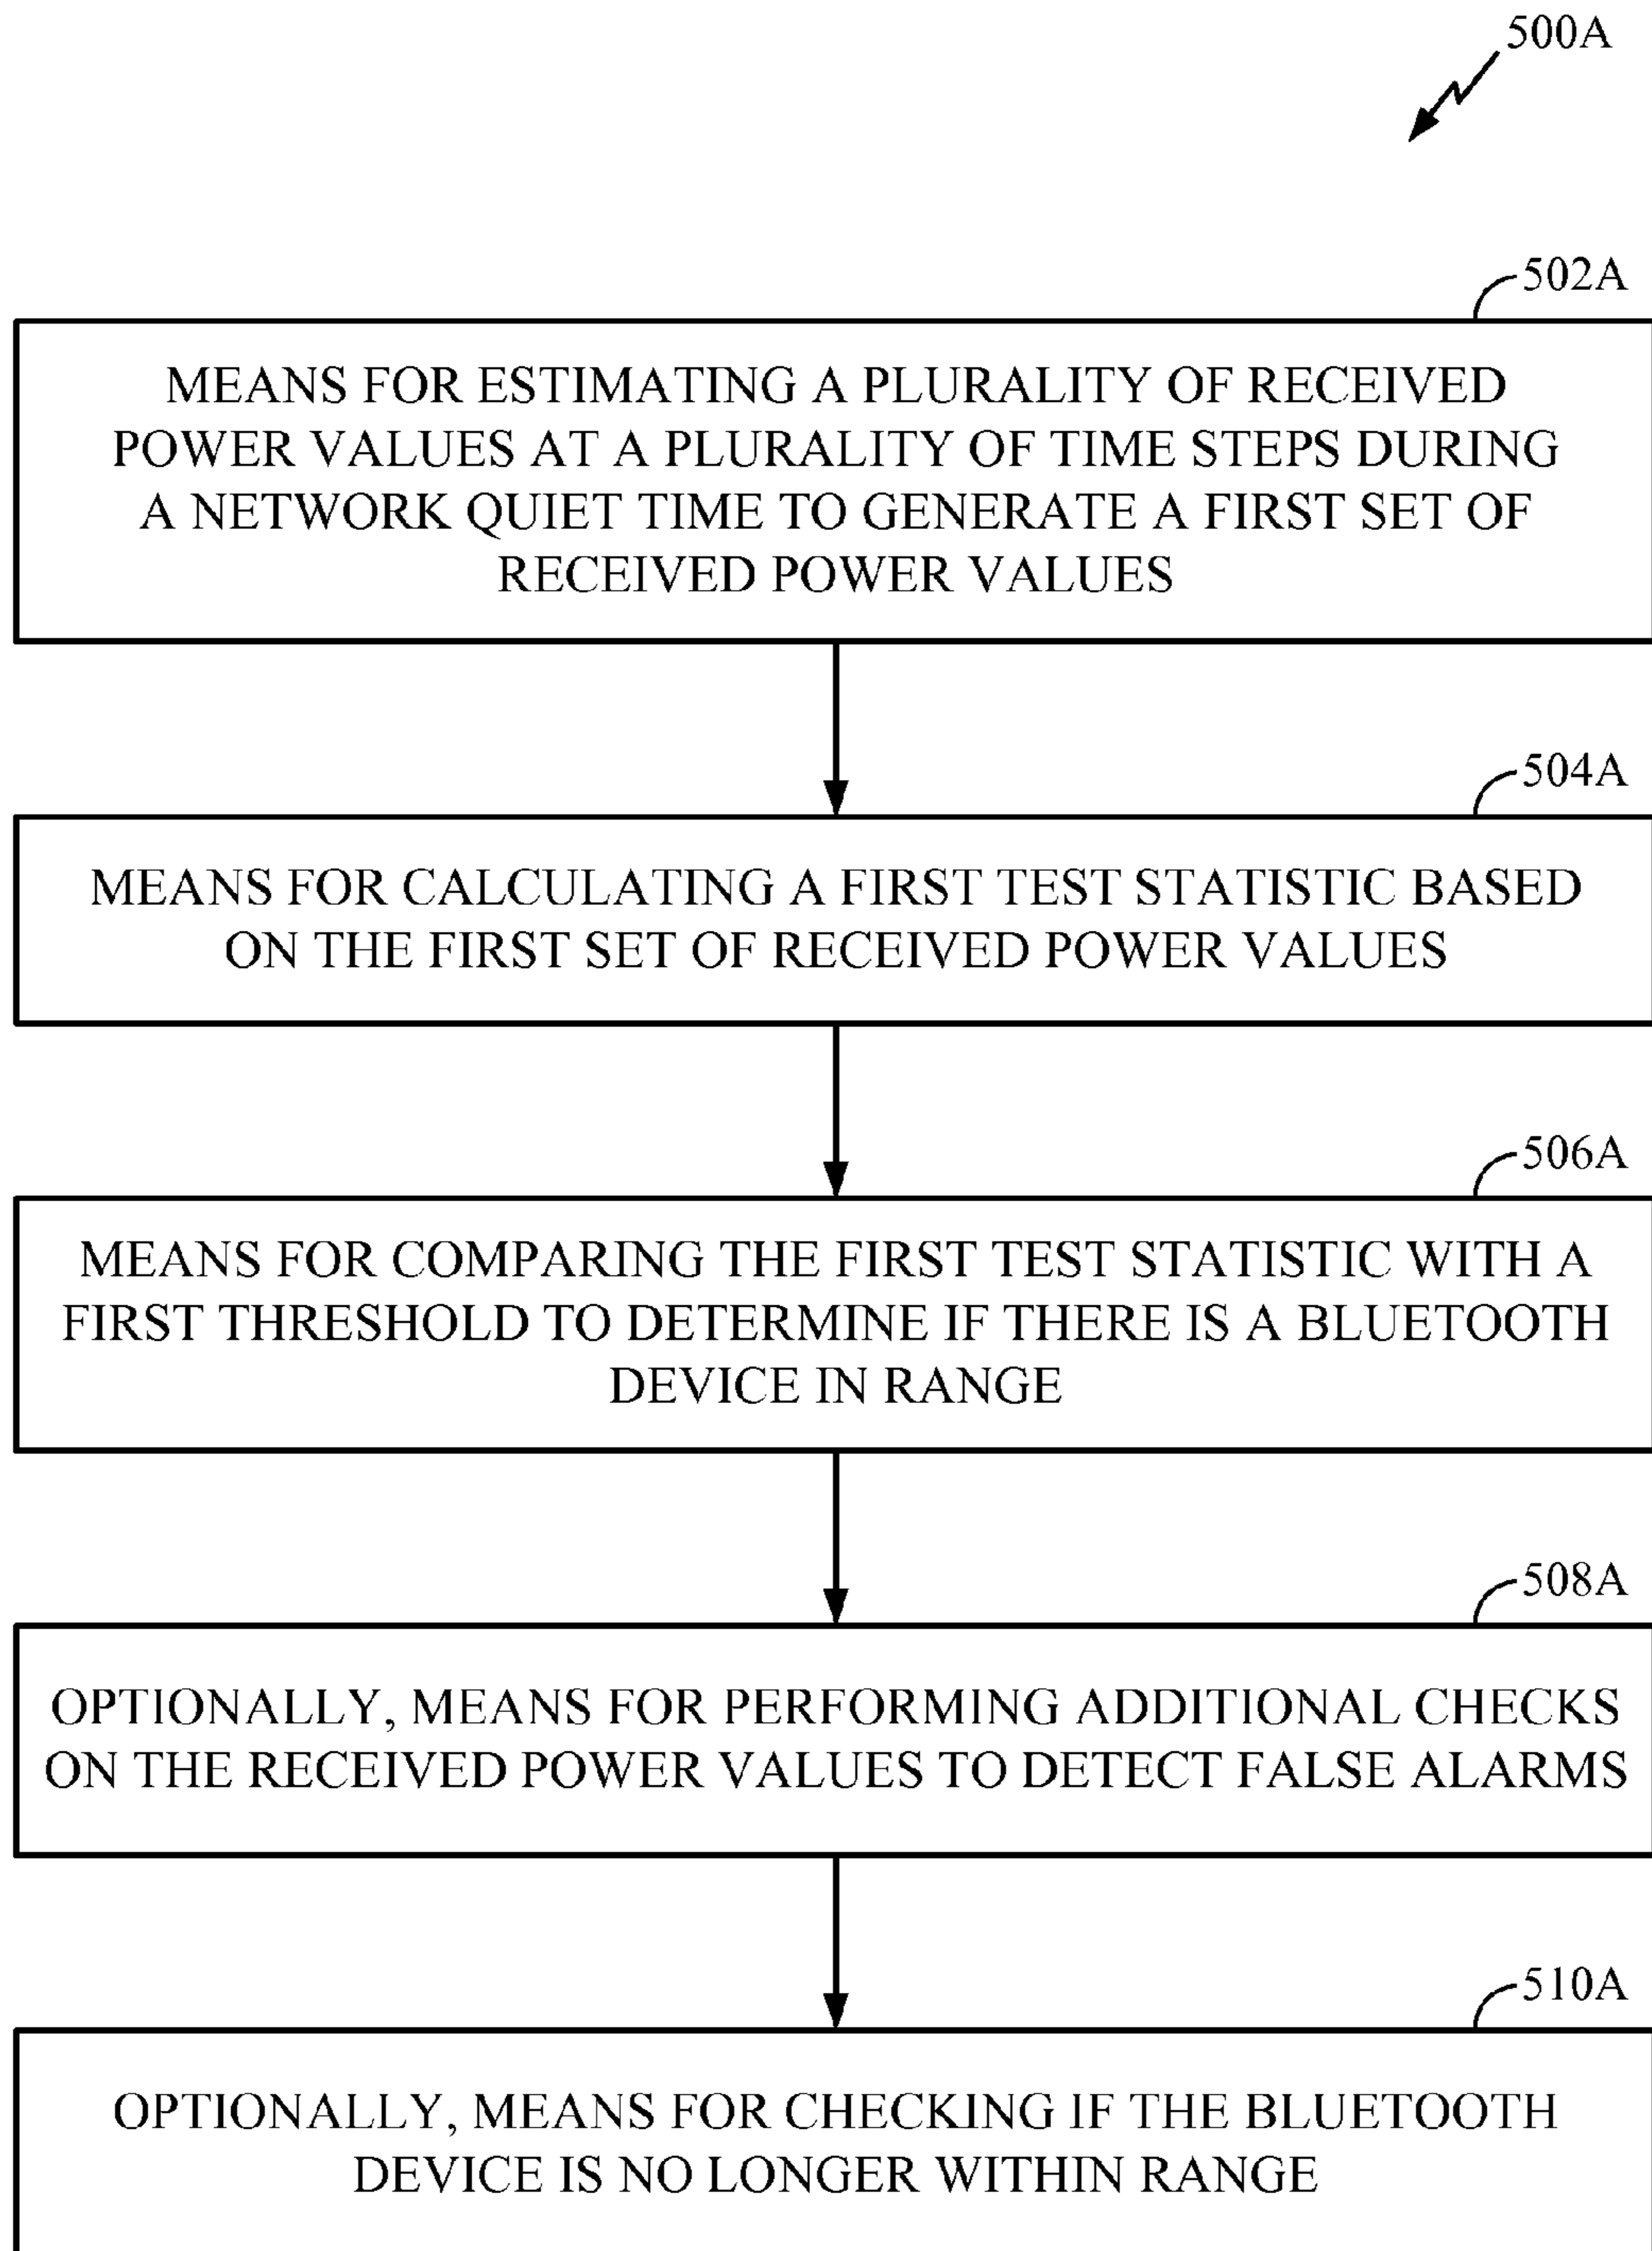 500A
502A
MEANS FOR ESTIMATING A PLURALITY OF RECEIVED
POWER VALUES AT A PLURALITY OF TIME STEPS DURING
A NETWORK QUIET TIME TO GENERATE A FIRST SET OF
RECEIVED POWER VALUES
504A
MEANS FOR CALCULATING A FIRST TEST STATISTIC BASED
ON THE FIRST SET OF RECEIVED POWER VALUES
506A
MEANS FOR COMPARING THE FIRST TEST STATISTIC WITH A
FIRST THRESHOLD TO DETERMINE IF THERE IS A BLUETOOTH
DEVICE IN RANGE
508A
OPTIONALLY, MEANS FOR PERFORMING ADDITIONAL CHECKS
ON THE RECEIVED POWER VALUES TO DETECT FALSE ALARMS
510A
OPTIONALLY, MEANS FOR CHECKING IF THE BLUETOOTH
DEVICE IS NO LONGER WITHIN RANGE